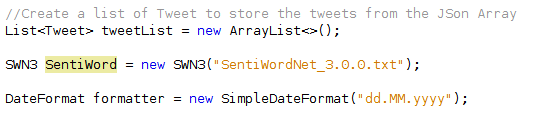 //Create a list of Tweet to store the tweets from the JSon Array
List<Tweet> tweetList = new ArrayList<>();
SWN3 SentiWord = new SWN3("SentiWordNet_3.0.0.txt");
DateFormat formatter = new SimpleDateFormat("dd.MM.yyyy");